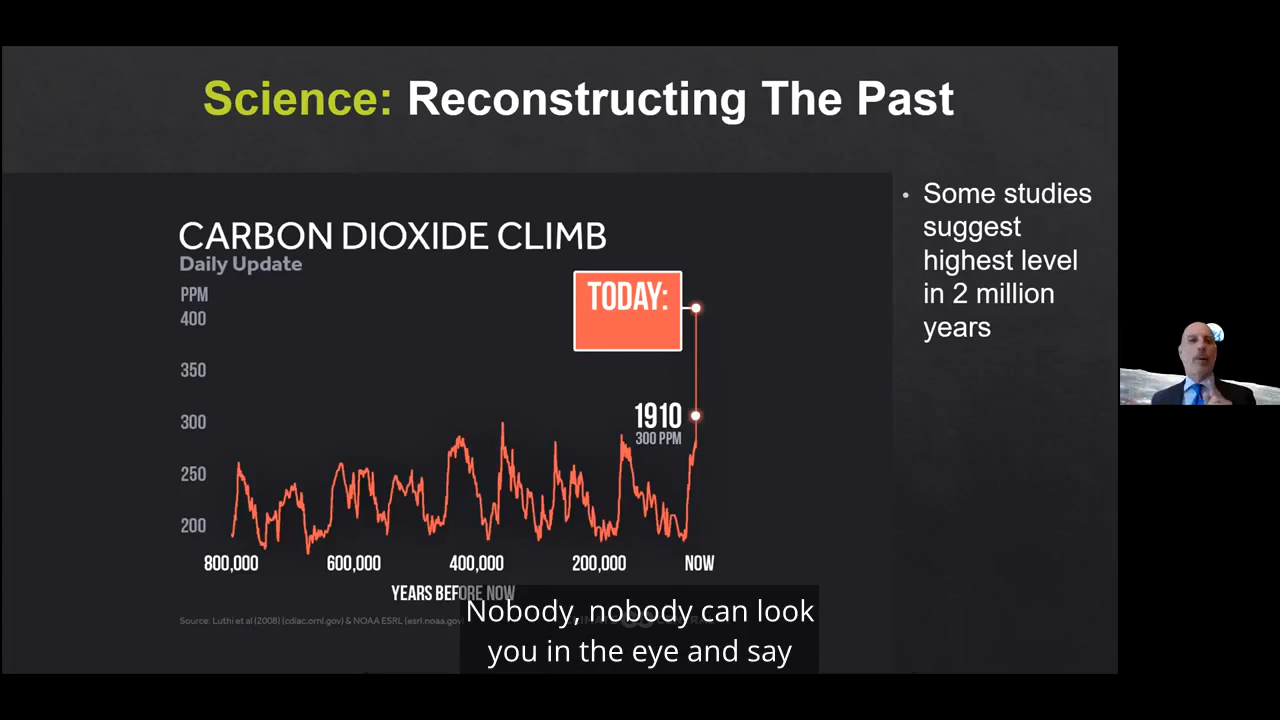 Science: Reconstructing The Past
CARBON DIOXIDE CLIMB
Daily Update
PPM
400
350
300
250
200
TODAY:
1910
300 PPM
800,000
600,000
400,000
200,000
NOW
YEARS BEFORE NOW
Source: Luthi et al (2008) (cdiac.ornl.gov) & NOAA ESRL (esrl.noaa.gov)
• Some studies
suggest
highest level
in 2 million
years
Nobody, nobody can look
you in the eye and say